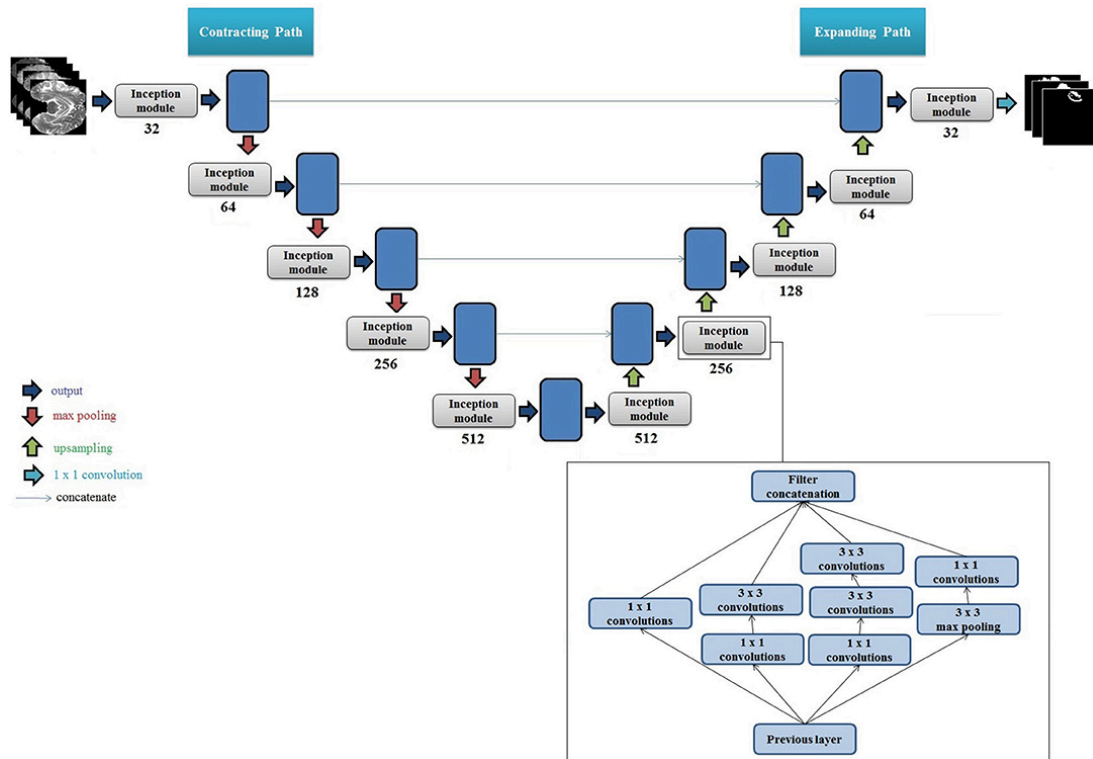 Contracting Path
Expanding Path
Inception
module
32
Inception
module
32
Inception
module
64
Inception
module
64
Inception
module
128
Inception
module
128
Inception
module
256
Inception
module
256
Inception
module
512
Inception
module
512
output
max pooling
upsampling
1 x 1 convolution
concatenate
Filter
concatenation
1 x 1
convolutions
3 x 3
convolutions
1 x 1
convolutions
3 x 3
convolutions
3 x 3
convolutions
1 x 1
convolutions
1 x 1
convolutions
3 x 3
max pooling
Previous layer